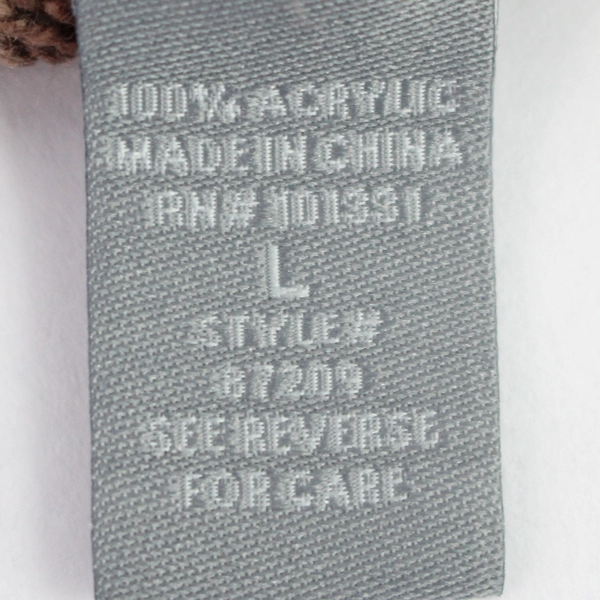 100% ACRYLIC
MADE IN CHINA
RN# 101331
L
STYLE#
67209
SEE REVERSE
FOR CARE